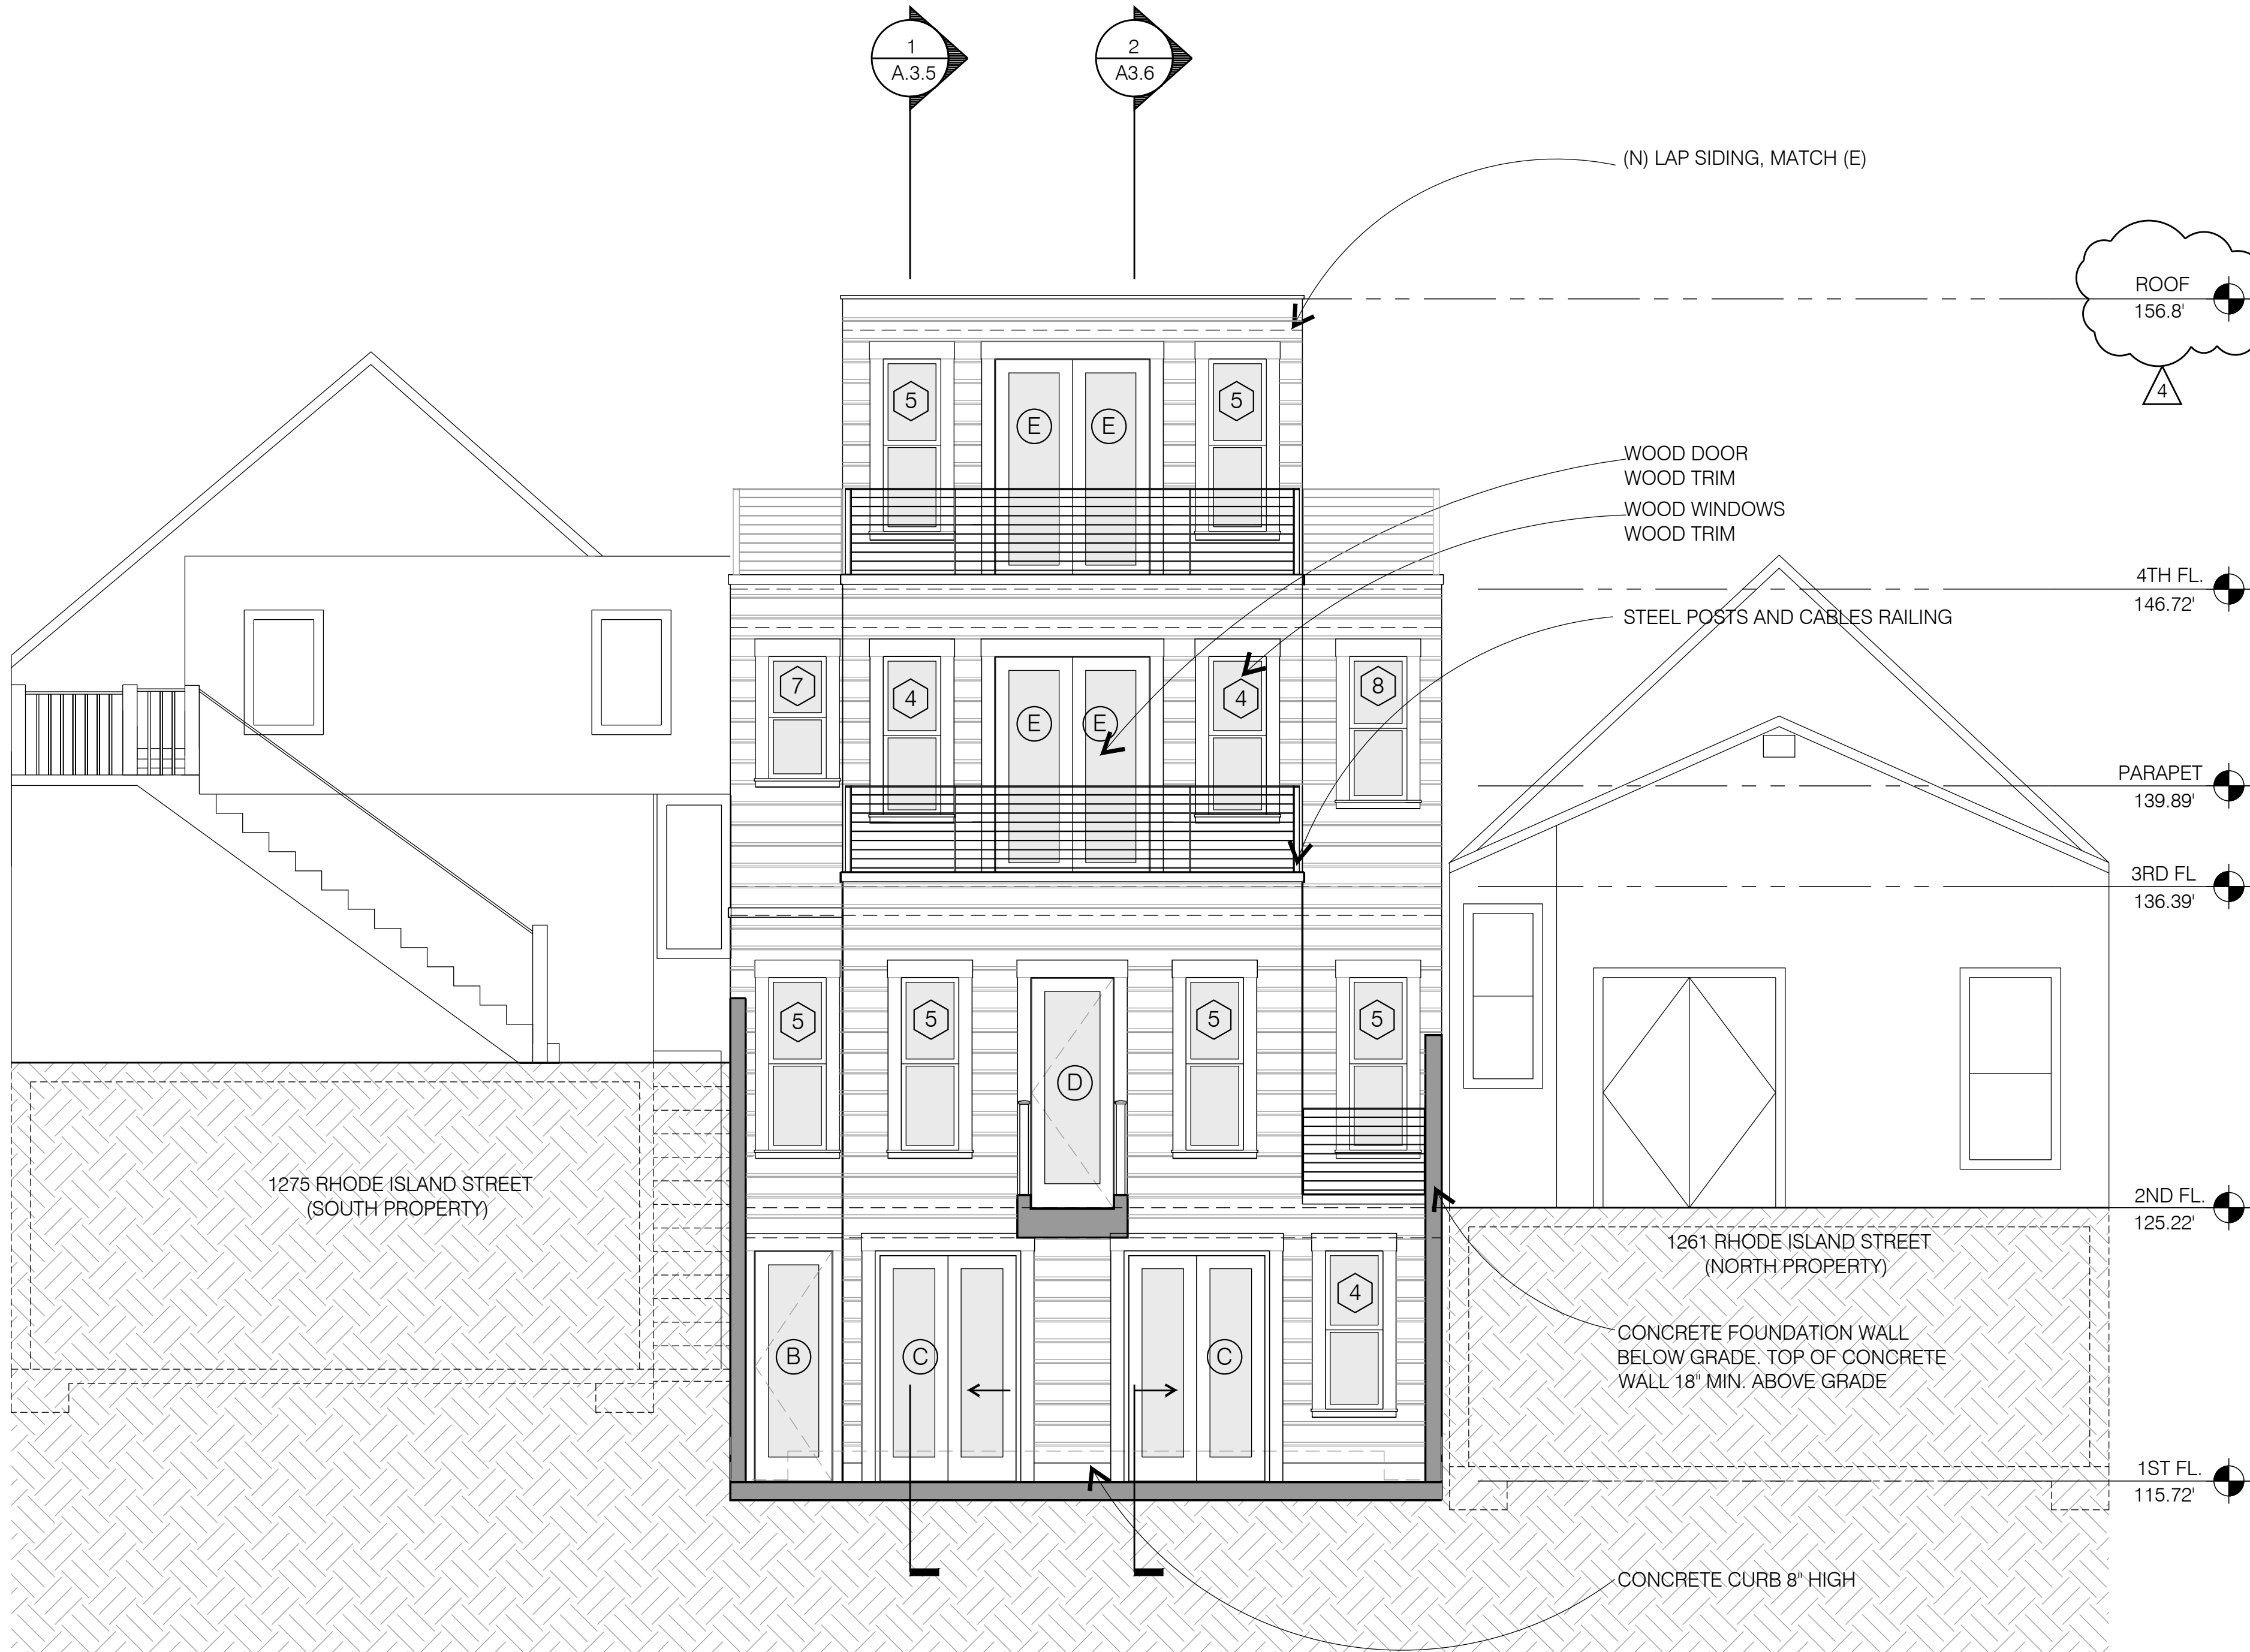 1
A.3.5
2
A3.6
(N) LAP SIDING, MATCH (E)
ROOF
156.8'
4
5
E
E
5
WOOD DOOR
WOOD TRIM
WOOD WINDOWS
WOOD TRIM
4TH FL.
146.72'
STEEL POSTS AND CABLES RAILING
7
4
E
E
4
8
PARAPET
139.89'
3RD FL
136.39'
5
5
D
5
5
1275 RHODE ISLAND STREET
(SOUTH PROPERTY)
2ND FL.
125.22'
1261 RHODE ISLAND STREET
(NORTH PROPERTY)
B
C
C
4
CONCRETE FOUNDATION WALL
BELOW GRADE. TOP OF CONCRETE
WALL 18" MIN. ABOVE GRADE
1ST FL.
115.72'
CONCRETE CURB 8" HIGH